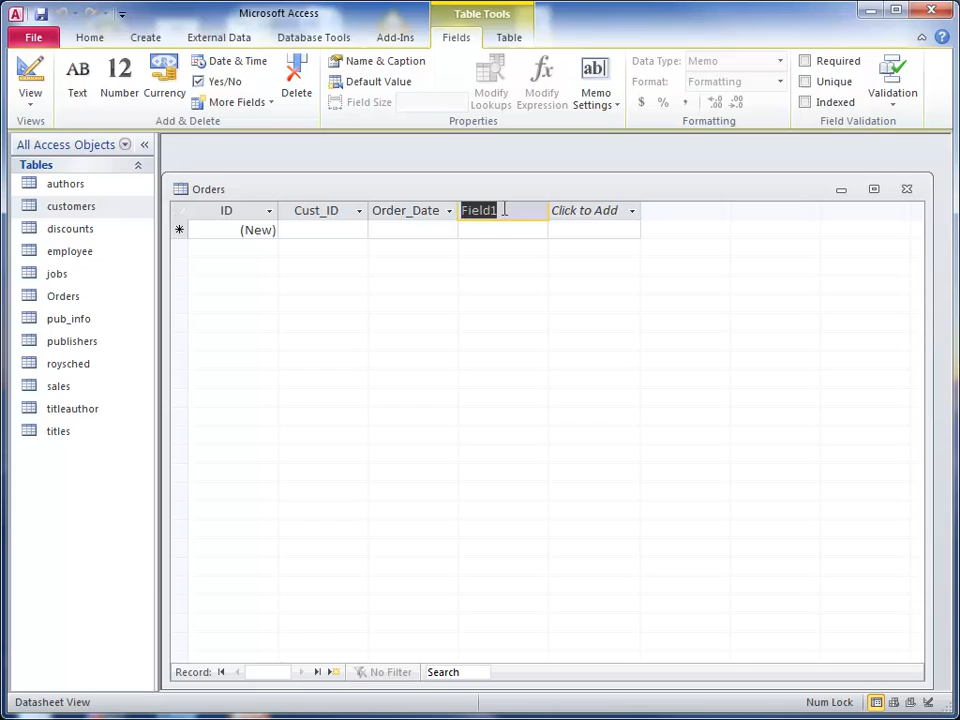 Microsoft Access
Table Tools
File Home Create External Data Database Tools Add-Ins Fields Table
View
Views
AB
Text
12
Number
Currency
Date & Time
Yes/No
More Fields
Delete
Add & Delete
Name & Caption
Default Value
Field Size
Modify Lookups
fx
Modify Expression
ab
Memo Settings
Properties
Data Type: Memo
Format: Formatting
$ % , .00 .00
Formatting
Required
Unique
Indexed
Validation
Field Validation
All Access Objects
Tables
authors
customers
discounts
employee
jobs
Orders
pub_info
publishers
roysched
sales
titleauthor
titles
Orders
ID Cust_ID Order_Date Field1 Click to Add
(New)
Record: No Filter Search
Datasheet View
Num Lock